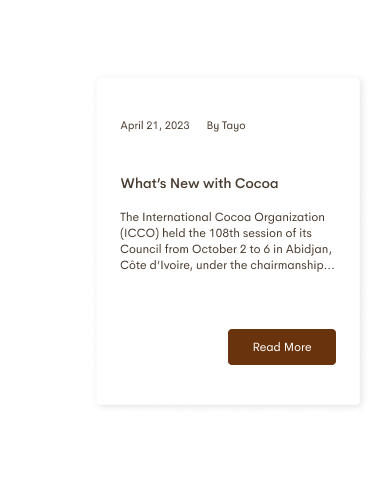 April 21, 2023 By Tayo
What’s New with Cocoa
The International Cocoa Organization
(ICCO) held the 108th session of its
Council from October 2 to 6 in Abidjan,
Côte d’Ivoire, under the chairmanship...
Read More